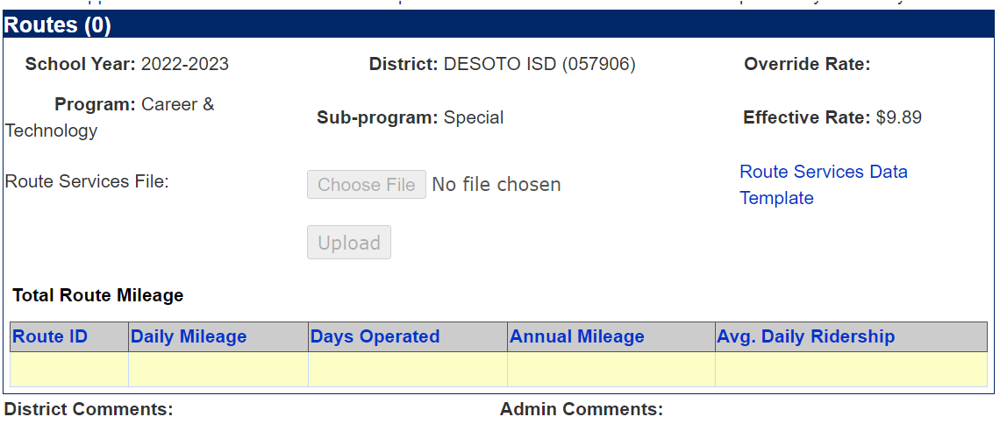 Routes (0)
School Year: 2022-2023 District: DESOTO ISD (057906) Override Rate:
Program: Career &
Technology
Sub-program: Special Effective Rate: $9.89
Route Services File: Choose File No file chosen
Route Services Data
Template
Upload
Total Route Mileage
Route ID Daily Mileage Days Operated Annual Mileage Avg. Daily Ridership
District Comments: Admin Comments: